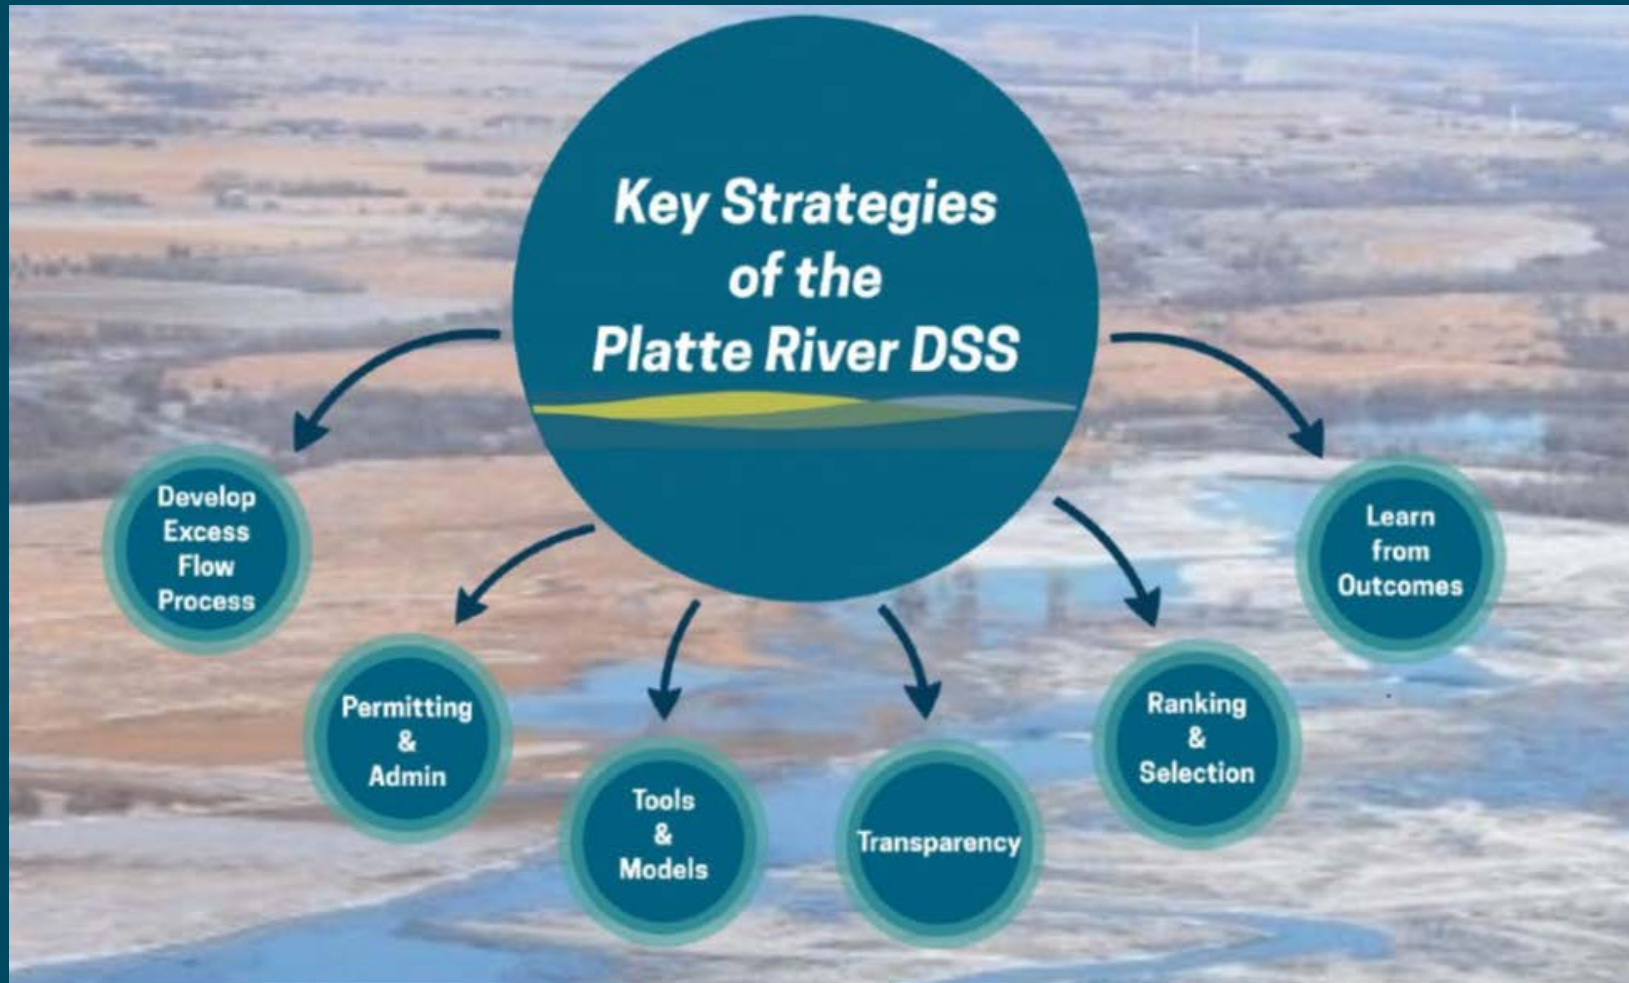 Key Strategies
of the
Platte River DSS
Develop
Excess
Flow
Process
Permitting
&
Admin
Tools
&
Models
Transparency
Ranking
&
Selection
Learn
from
Outcomes